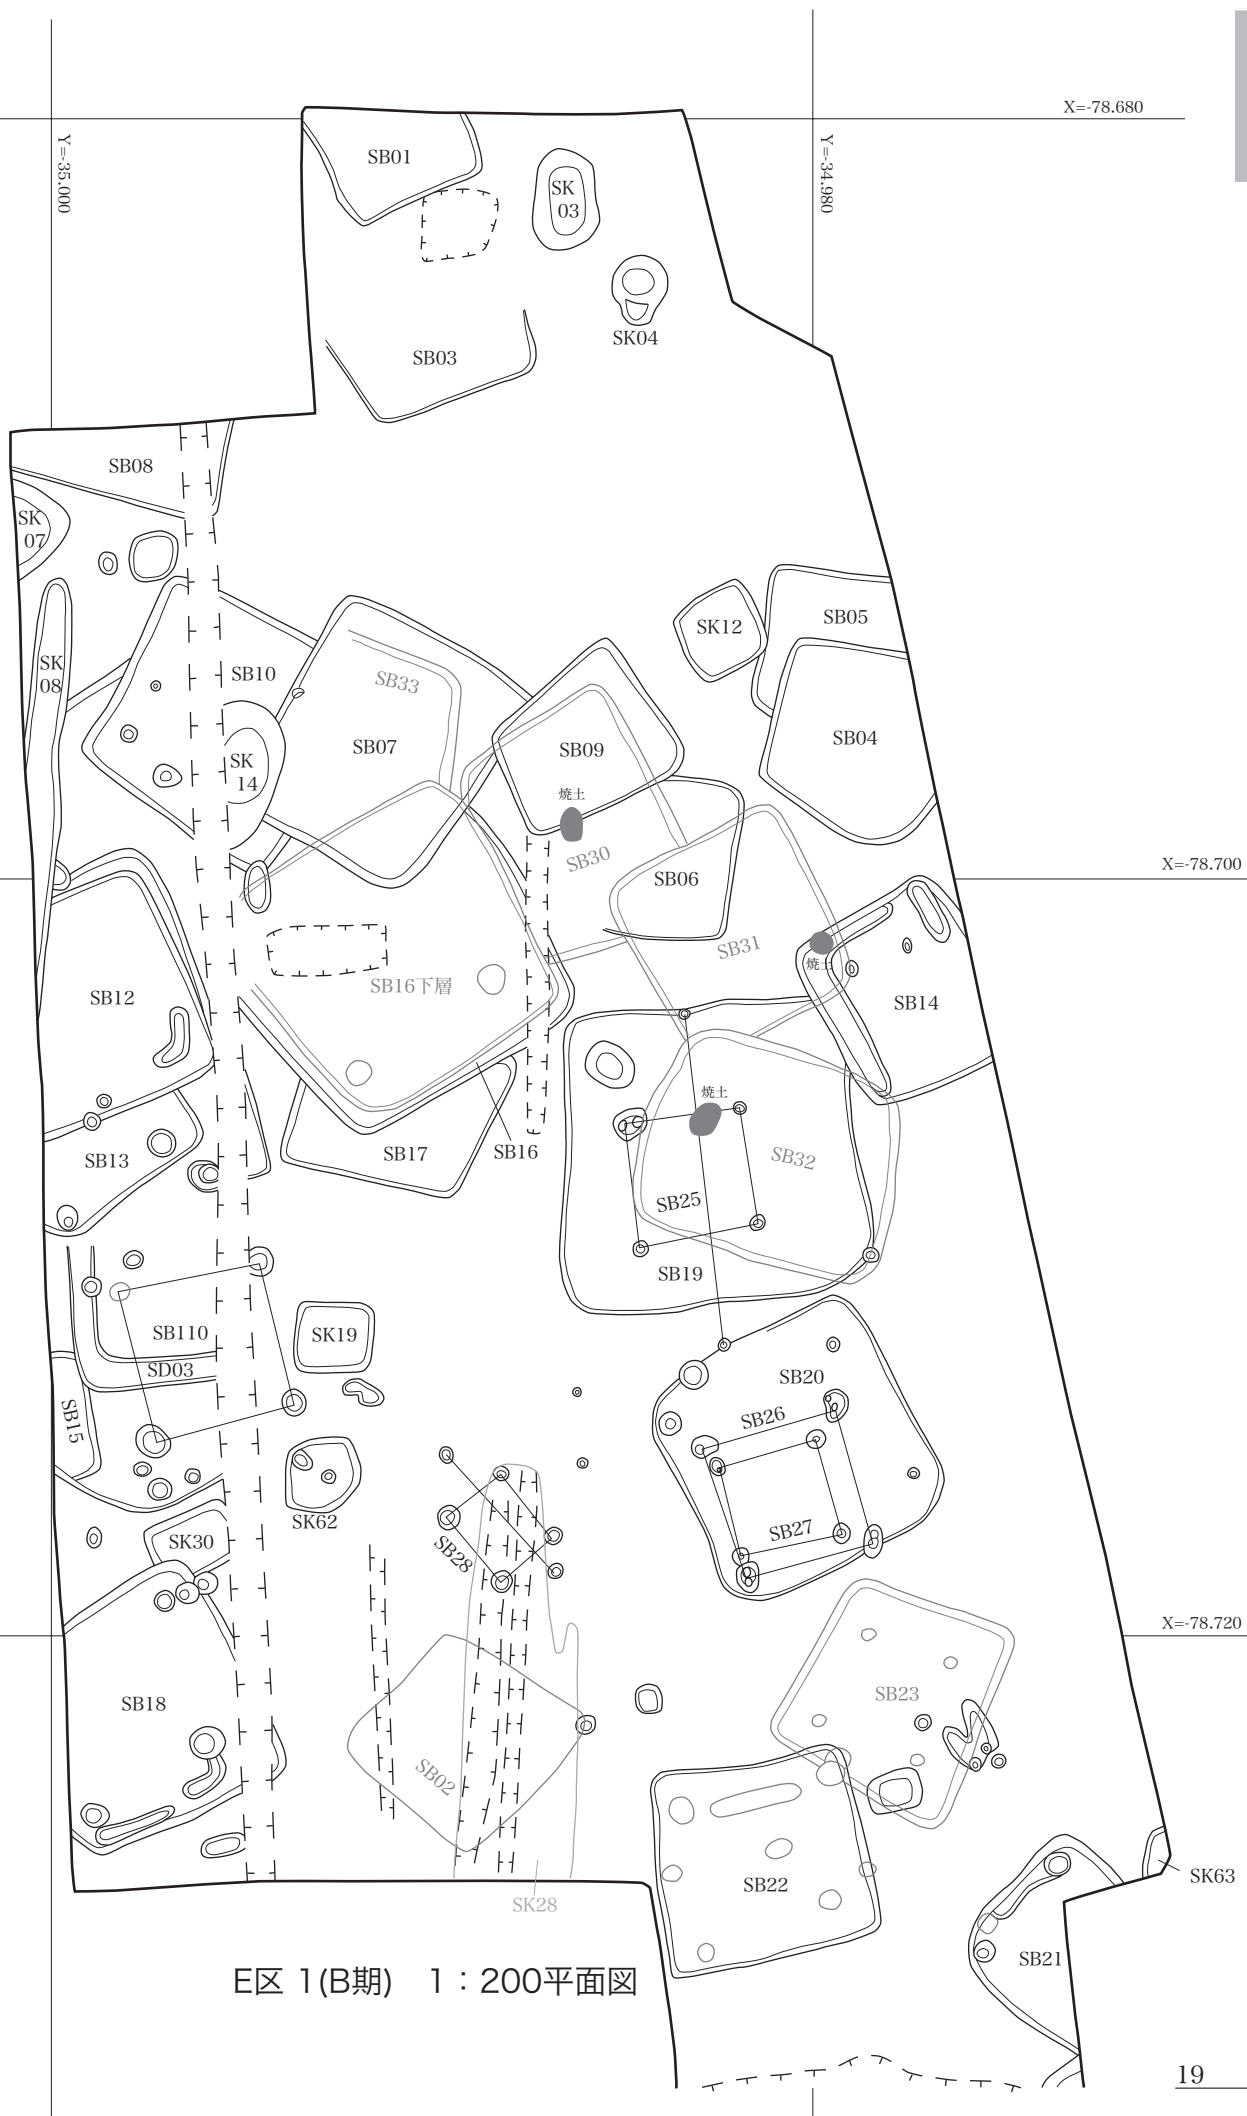 X=-78.680
Y=-35.000
Y=-34.980
SB01
SK
03
SK04
SB03
SB08
SK
07
SK12
SB05
SK
08
SB10
SB33
SB07
SB09
SB04
SK
14
焼土
SB30
SB06
X=-78.700
SB31
焼土
SB16下層
SB12
SB14
焼土
SB13
SB17
SB16
SB32
SB25
SB19
SB110
SK19
SD03
SB20
SB15
SB26
SK62
SB27
SK30
SB28
X=-78.720
SB18
SB23
SB02
SB22
SK63
SK28
SB21
E区 1(B期) 1:200平面図
19